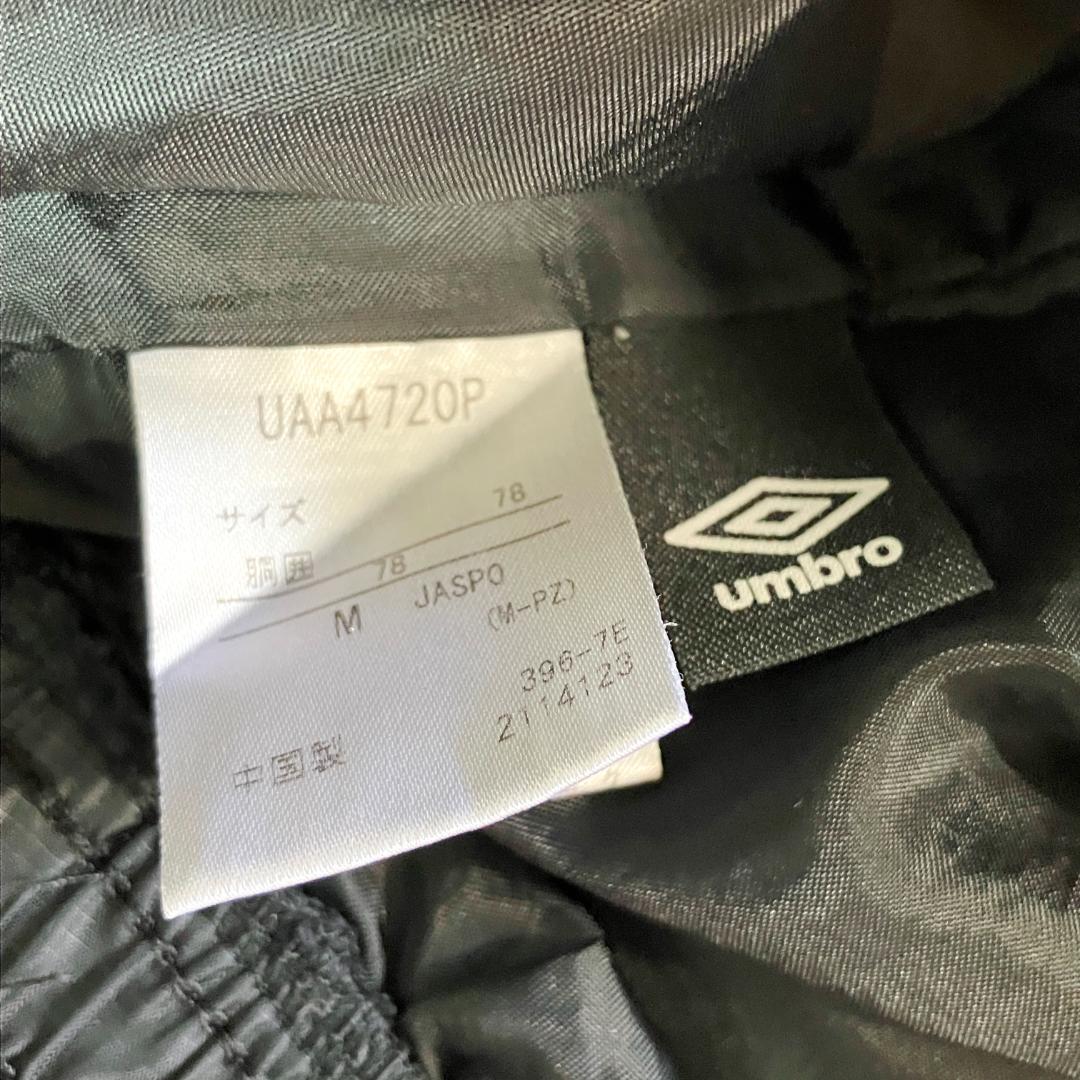 UAA4720P
サイズ 78
胴囲 78
M JASPO
(M-PZ)
396-7E
2114123
中国製
umbro